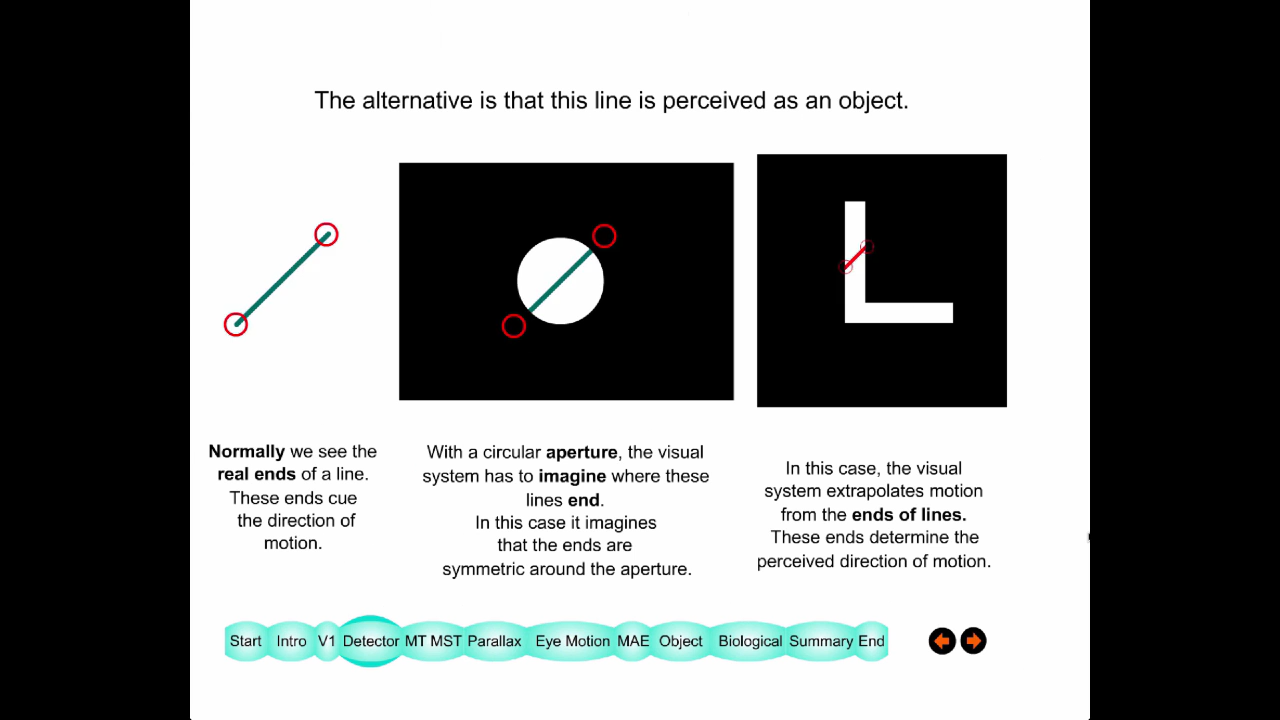 The alternative is that this line is perceived as an object.
Normally we see the
real ends of a line.
These ends cue
the direction of
motion.
With a circular aperture, the visual
system has to imagine where these
lines end.
In this case it imagines
that the ends are
symmetric around the aperture.
In this case, the visual
system extrapolates motion
from the ends of lines.
These ends determine the
perceived direction of motion.
Start Intro V1 Detector MT MST Parallax Eye Motion MAE Object Biological Summary End